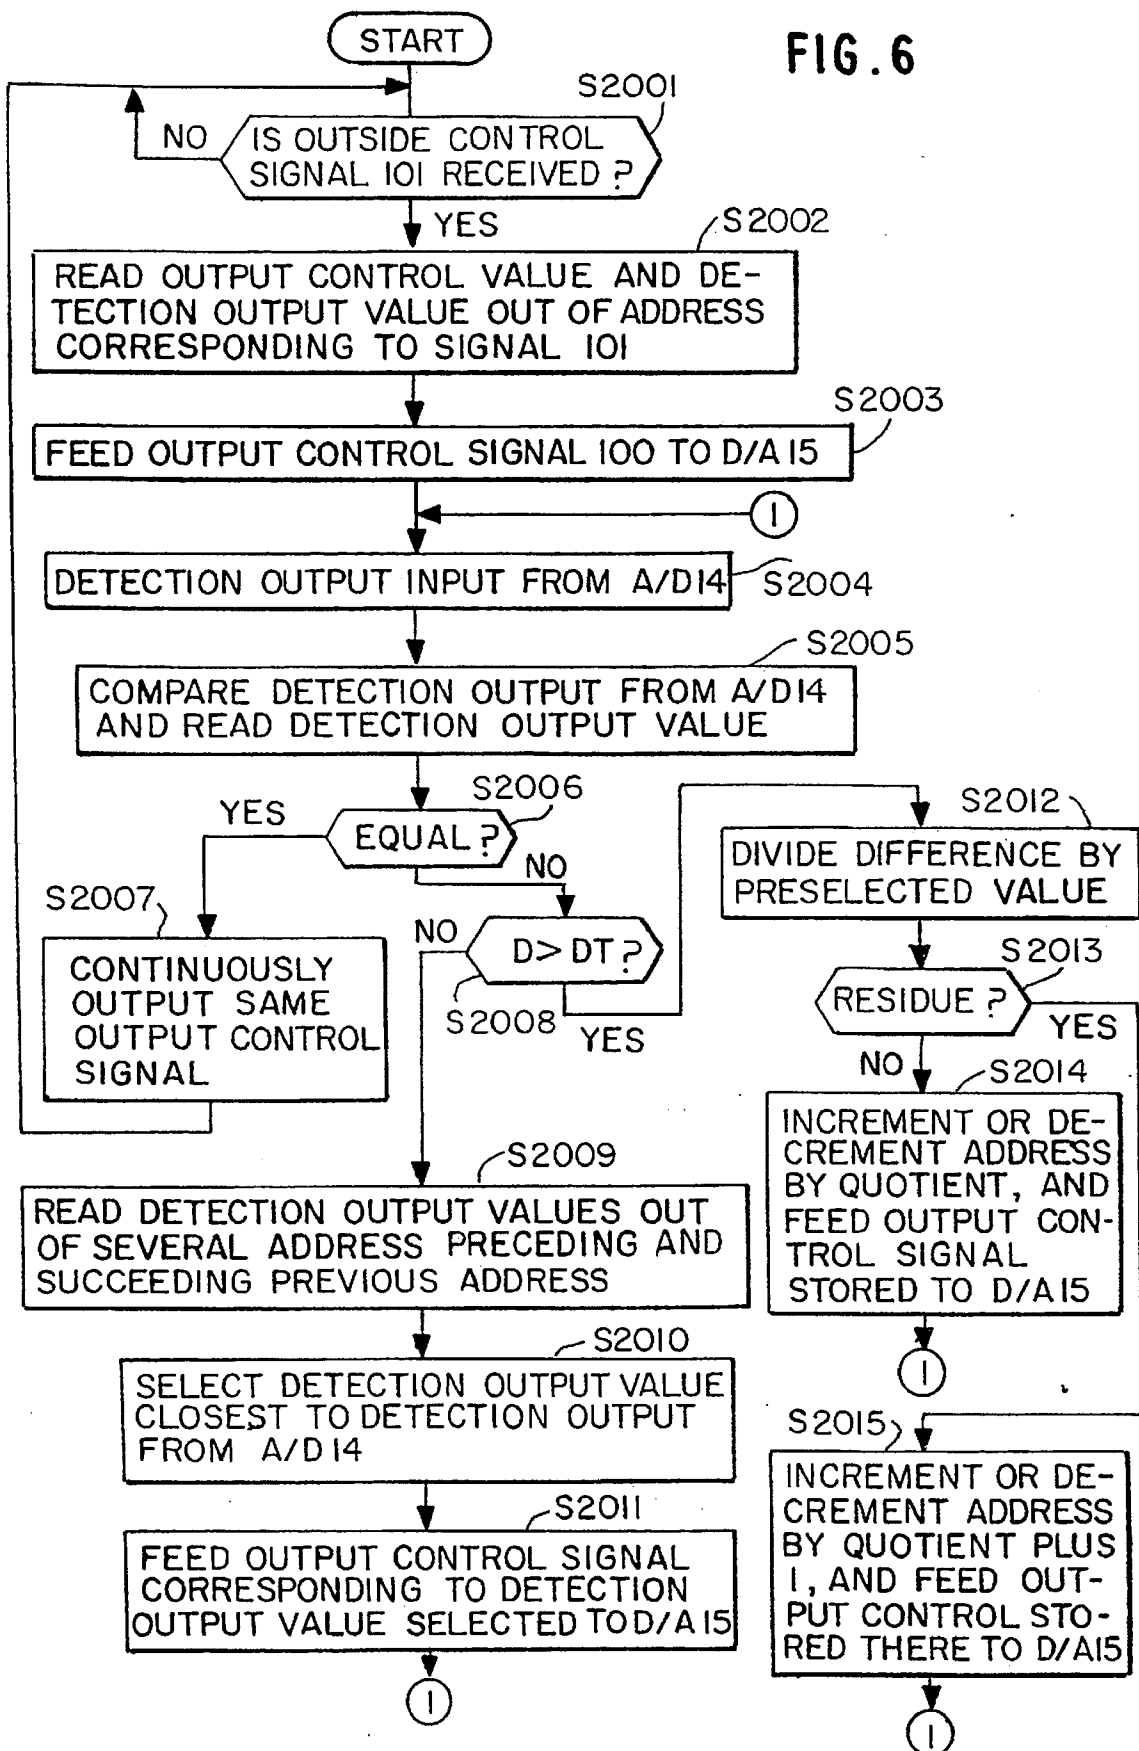 FIG. 6
START
S2001
NO
IS OUTSIDE CONTROL
SIGNAL 101 RECEIVED ?
YES
S2002
READ OUTPUT CONTROL VALUE AND DE-
TECTION OUTPUT VALUE OUT OF ADDRESS
CORRESPONDING TO SIGNAL 101
S2003
FEED OUTPUT CONTROL SIGNAL 100 TO D/A 15
1
DETECTION OUTPUT INPUT FROM A/D14
S2004
S2005
COMPARE DETECTION OUTPUT FROM A/D14
AND READ DETECTION OUTPUT VALUE
S2006
YES
EQUAL ?
NO
S2007
CONTINUOUSLY
OUTPUT SAME
OUTPUT CONTROL
SIGNAL
NO
D > DT ?
S2008
YES
S2009
READ DETECTION OUTPUT VALUES OUT
OF SEVERAL ADDRESS PRECEDING AND
SUCCEEDING PREVIOUS ADDRESS
S2010
SELECT DETECTION OUTPUT VALUE
CLOSEST TO DETECTION OUTPUT
FROM A/D 14
S2011
FEED OUTPUT CONTROL SIGNAL
CORRESPONDING TO DETECTION
OUTPUT VALUE SELECTED TO D/A 15
1
S2012
DIVIDE DIFFERENCE BY
PRESELECTED VALUE
S2013
RESIDUE ?
YES
NO
S2014
INCREMENT OR DE-
CREMENT ADDRESS
BY QUOTIENT, AND
FEED OUTPUT CON-
TROL SIGNAL
STORED TO D/A 15
1
S2015
INCREMENT OR DE-
CREMENT ADDRESS
BY QUOTIENT PLUS
1, AND FEED OUT-
PUT CONTROL STO-
RED THERE TO D/A15
1